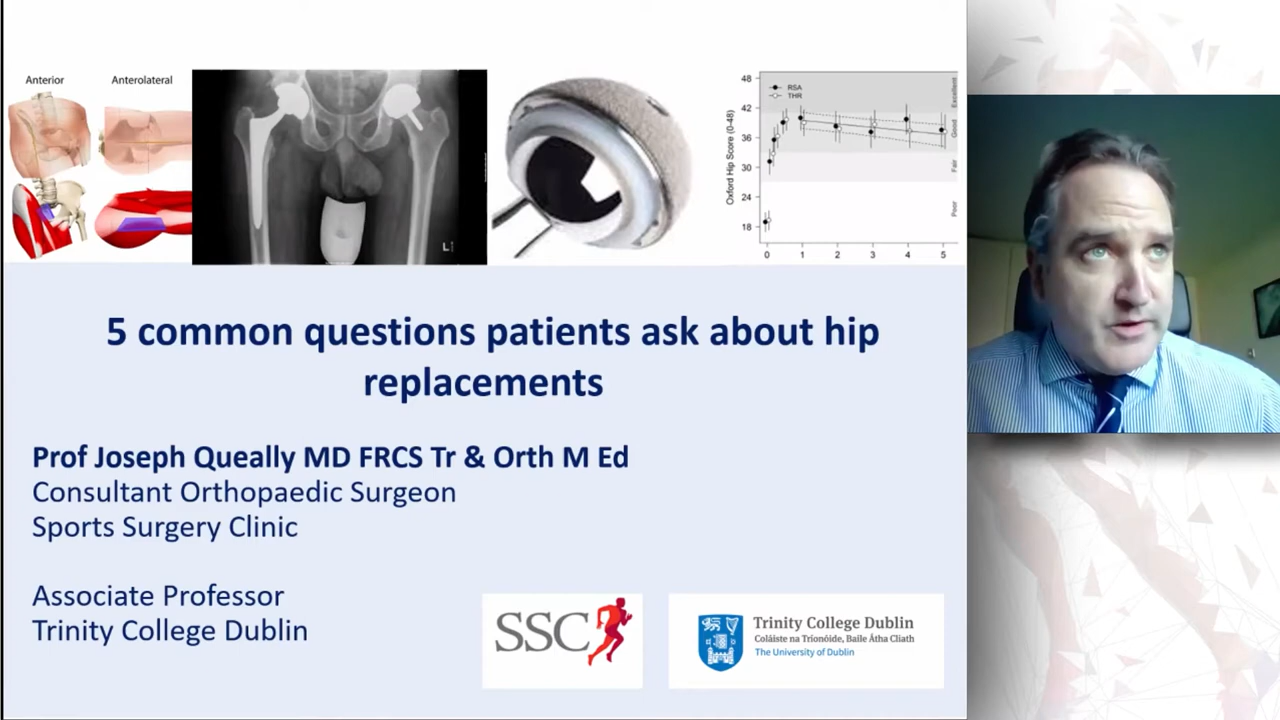 Anterior
Anterolateral
L
Oxford Hip Score (0-48)
48
42
36
30
24
18
RSA
THR
Excellent
Good
Fair
Poor
0
1
2
3
4
5
5 common questions patients ask about hip
replacements
Prof Joseph Queally MD FRCS Tr & Orth M Ed
Consultant Orthopaedic Surgeon
Sports Surgery Clinic
Associate Professor
Trinity College Dublin
SSC
Trinity College Dublin
Coláiste na Tríonóide, Baile Átha Cliath
The University of Dublin